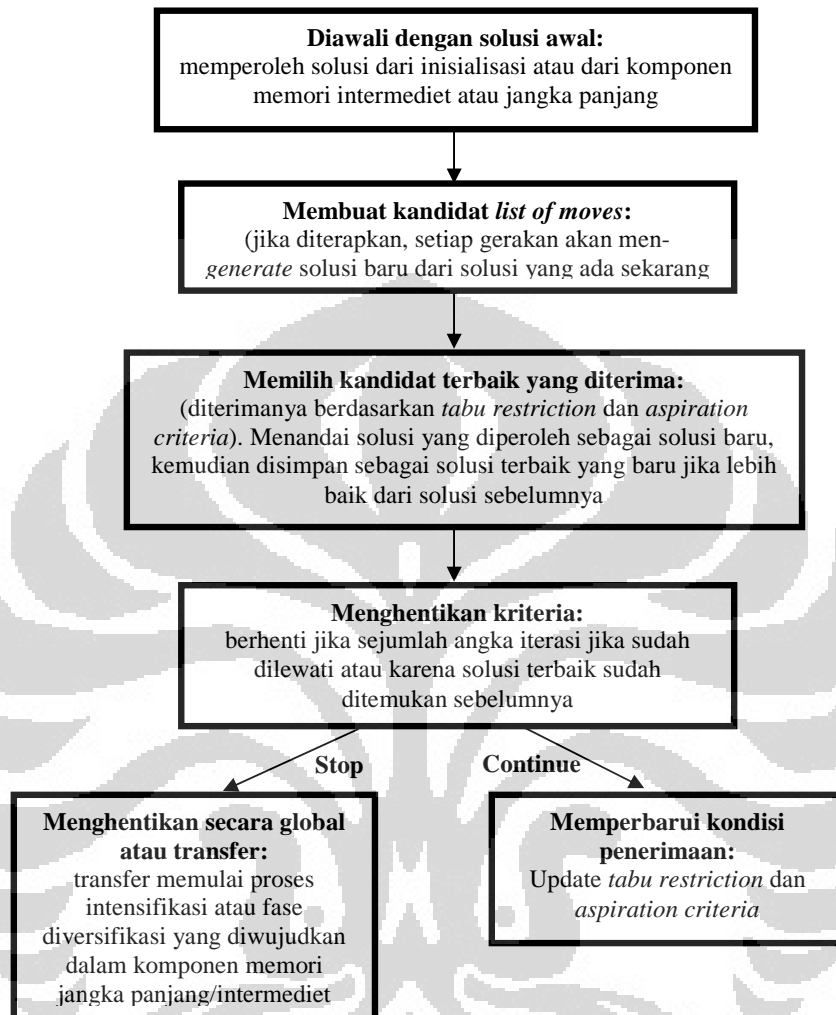 Diawali dengan solusi awal:
memperoleh solusi dari inisialisasi atau dari komponen
memori intermediet atau jangka panjang
Membuat kandidat list of moves:
(jika diterapkan, setiap gerakan akan men-
generate solusi baru dari solusi yang ada sekarang
Memilih kandidat terbaik yang diterima:
(diterimanya berdasarkan tabu restriction dan aspiration
criteria). Menandai solusi yang diperoleh sebagai solusi baru,
kemudian disimpan sebagai solusi terbaik yang baru jika lebih
baik dari solusi sebelumnya
Menghentikan kriteria:
berhenti jika sejumlah angka iterasi jika sudah
dilewati atau karena solusi terbaik sudah
ditemukan sebelumnya
Stop
Continue
Menghentikan secara global
atau transfer:
transfer memulai proses
intensifikasi atau fase
diversifikasi yang diwujudkan
dalam komponen memori
jangka panjang/intermediet
Memperbarui kondisi
penerimaan:
Update tabu restriction dan
aspiration criteria